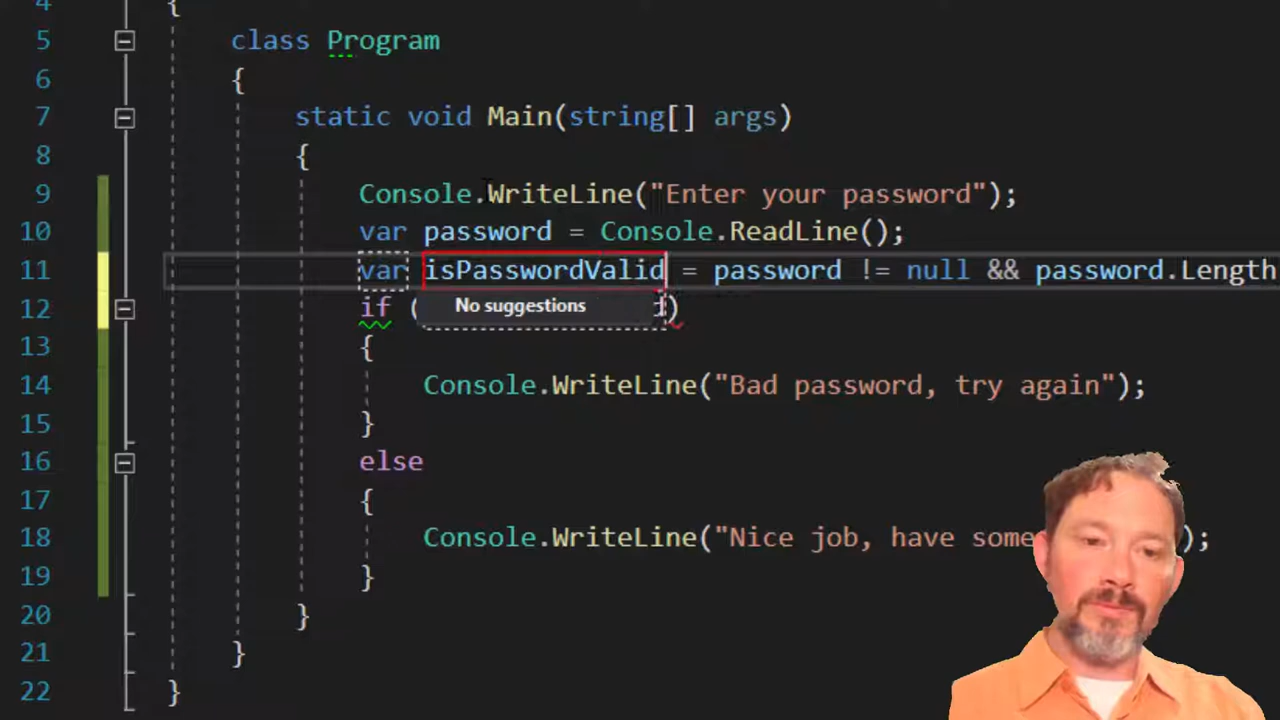 4 {
5 class Program
6 {
7 static void Main(string[] args)
8 {
9 Console.WriteLine("Enter your password");
10 var password = Console.ReadLine();
11 var isPasswordValid = password != null && password.Length
12 if ( No suggestions d)
13 {
14 Console.WriteLine("Bad password, try again");
15 }
16 else
17 {
18 Console.WriteLine("Nice job, have some );
19 }
20 }
21 }
22 }